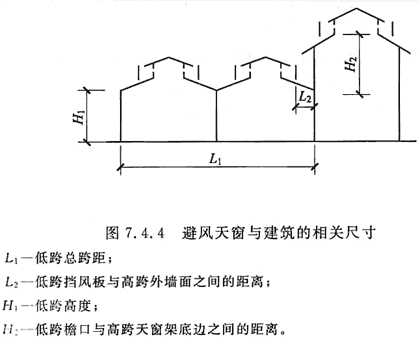 H₂
L₂
H₁
L₁
图 7.4.4 避风天窗与建筑的相关尺寸
L₁—低跨总跨距；
L₂—低跨挡风板与高跨外墙面之间的距离；
H₁—低跨高度；
H₂—低跨檐口与高跨天窗架底边之间的距离。